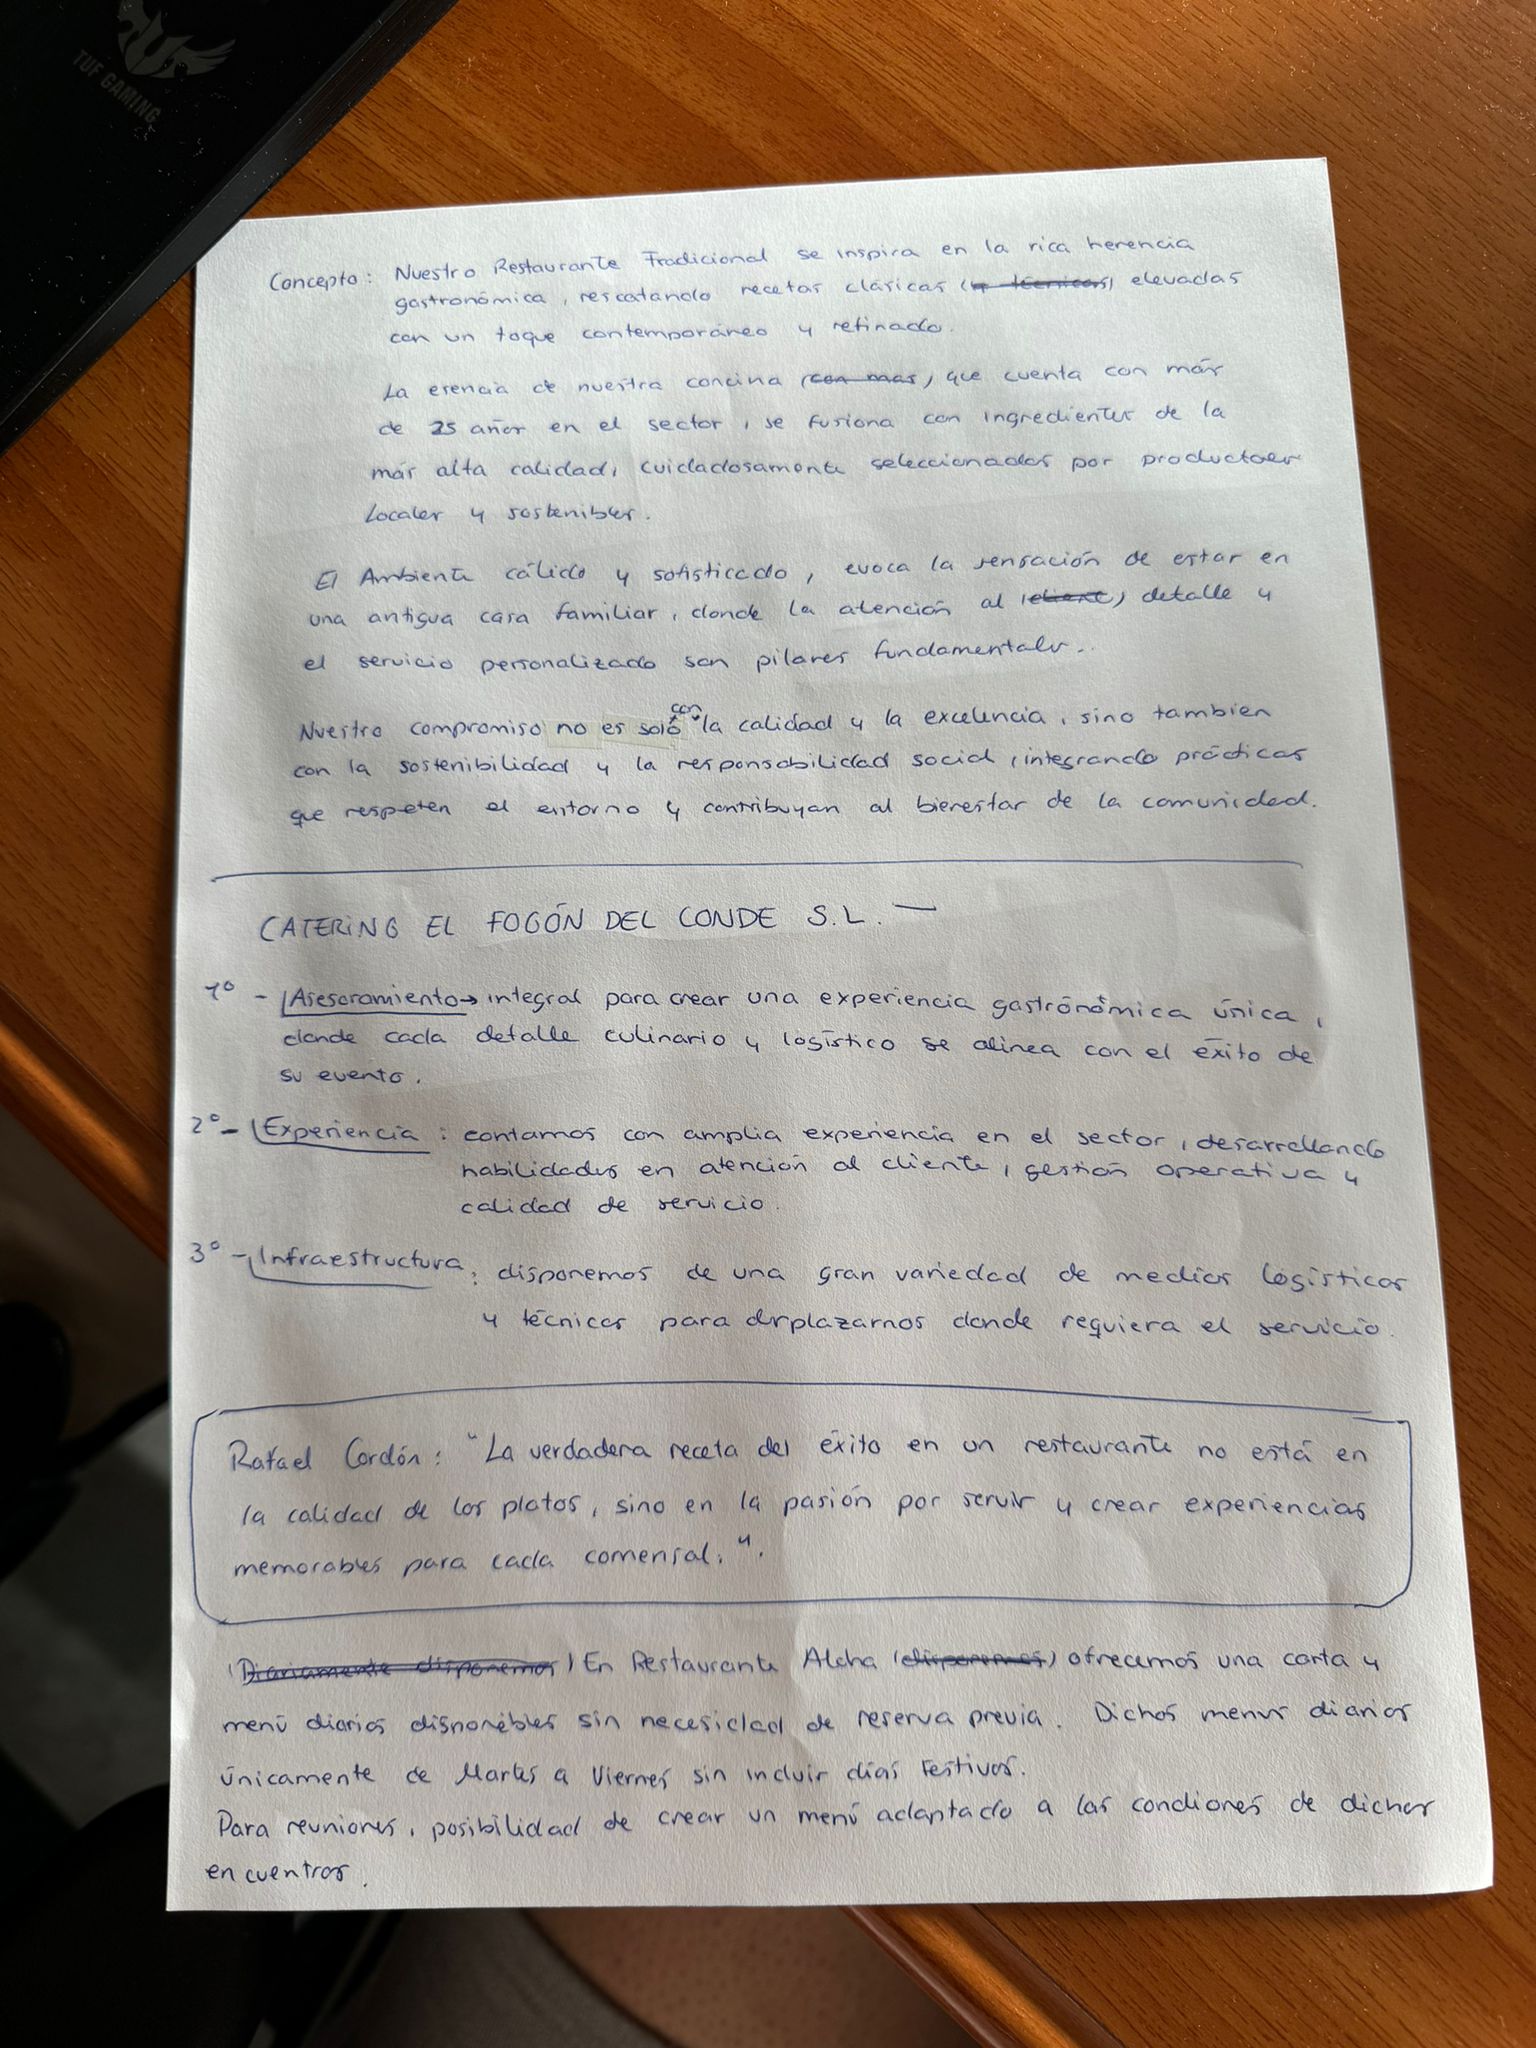 TUF GAMING
Concepto: Nuestro Restaurante Tradicional se inspira en la rica herencia
gastronómica, rescatando recetas clásicas (y técnicas) elevadas
con un toque contemporáneo y refinado.
La esencia de nuestra concina (con mas), que cuenta con más
de 25 años en el sector, se fusiona con ingredientes de la
más alta calidad, cuidadosamente seleccionados por productores
locales y sostenibles.
El Ambiente cálido y sofisticado, evoca la sensación de estar en
una antigua casa familiar, donde la atención al (client) detalle y
el servicio personalizado son pilares fundamentales..
Nuestro compromiso no es soló con la calidad y la excelencia, sino tambien
con la sostenibilidad y la responsabilidad social, integrando prácticas
que respeten el entorno y contribuyan al bienestar de la comunidad.
CATERING EL FOGÓN DEL CONDE S.L. —
1º - Asesoramiento → integral para crear una experiencia gastronómica única,
donde cada detalle culinario y logístico se alinea con el éxito de
su evento.
2º - Experiencia : contamos con amplia experiencia en el sector, desarrollando
habilidades en atención al cliente, gestión operativa y
calidad de servicio.
3º - Infraestructura : disponemos de una gran variedad de medios logísticos
y técnicos para desplazarnos donde requiera el servicio.
Rafael Cordón: "La verdadera receta del éxito en un restaurante no está en
la calidad de los platos, sino en la pasión por servir y crear experiencias
memorables para cada comensal.".
(Diariamente disponemos) En Restaurante Alcha (disponemos) ofrecemos una carta y
menú diarios disponibles sin necesidad de reserva previa. Dichos menus diarios
únicamente de Martes a Viernes sin incluir días Festivos.
Para reuniones, posibilidad de crear un menú adaptado a las condiones de dichos
encuentros.